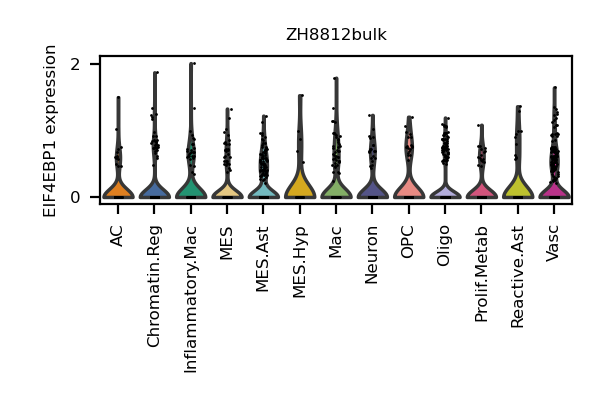 ZH8812bulk
EIF4EBP1 expression
2
0
AC
Chromatin.Reg
Inflammatory.Mac
MES
MES.Ast
MES.Hyp
Mac
Neuron
OPC
Oligo
Prolif.Metab
Reactive.Ast
Vasc